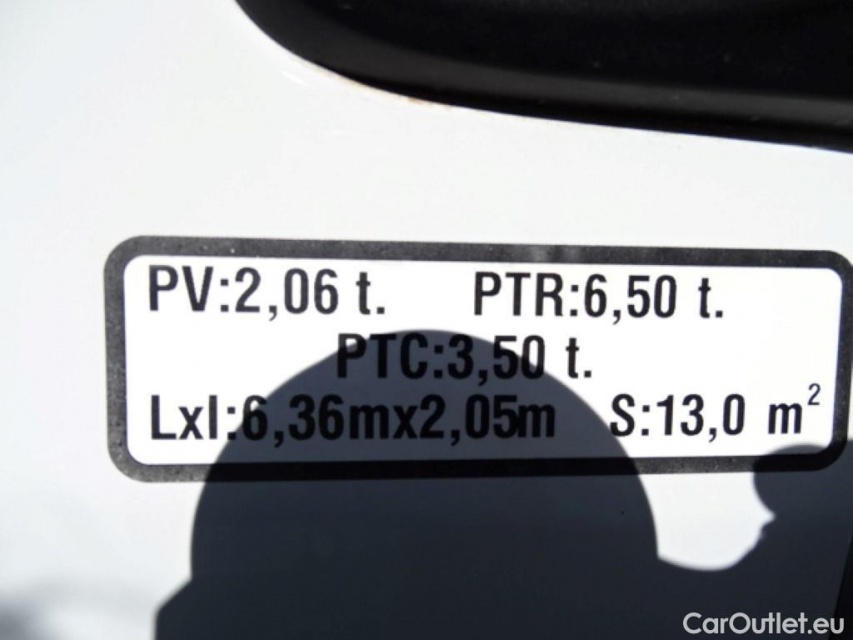 PV:2,06 t. PTR:6,50 t.
PTC:3,50 t.
Lxl:6,36mx2,05m S:13,0 m²
CarOutlet.eu